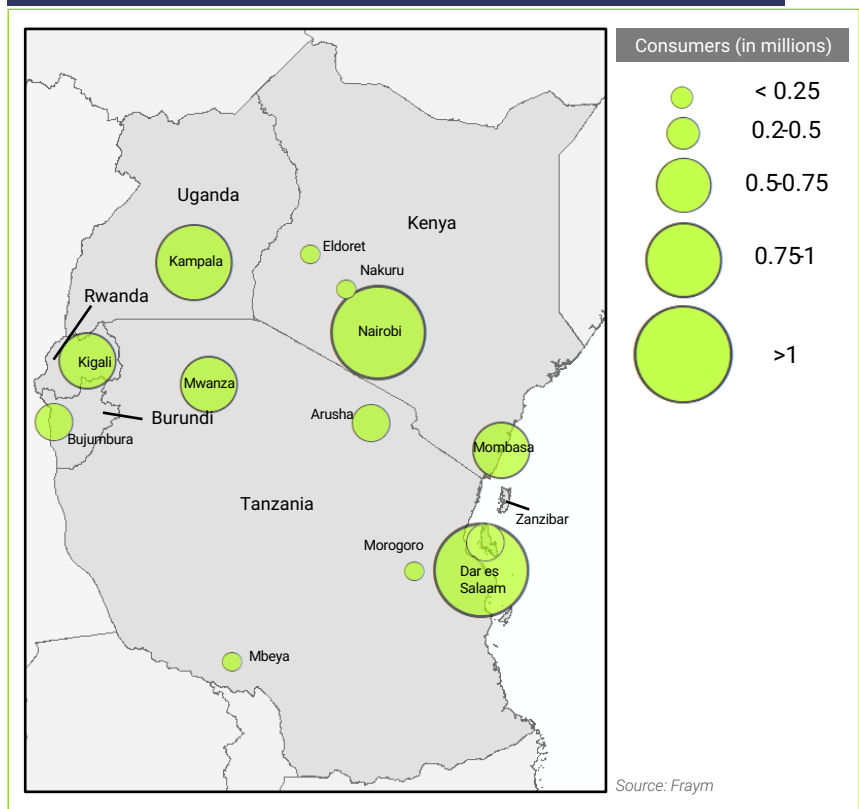 Consumers (in millions)
< 0.25
0.2-0.5
0.5-0.75
0.75-1
>1
Uganda
Kenya
Eldoret
Kampala
Nakuru
Rwanda
Nairobi
Kigali
Mwanza
Arusha
Burundi
Bujumbura
Mombasa
Tanzania
Zanzibar
Morogoro
Dar es
Salaam
Mbeya
Source: Fraym